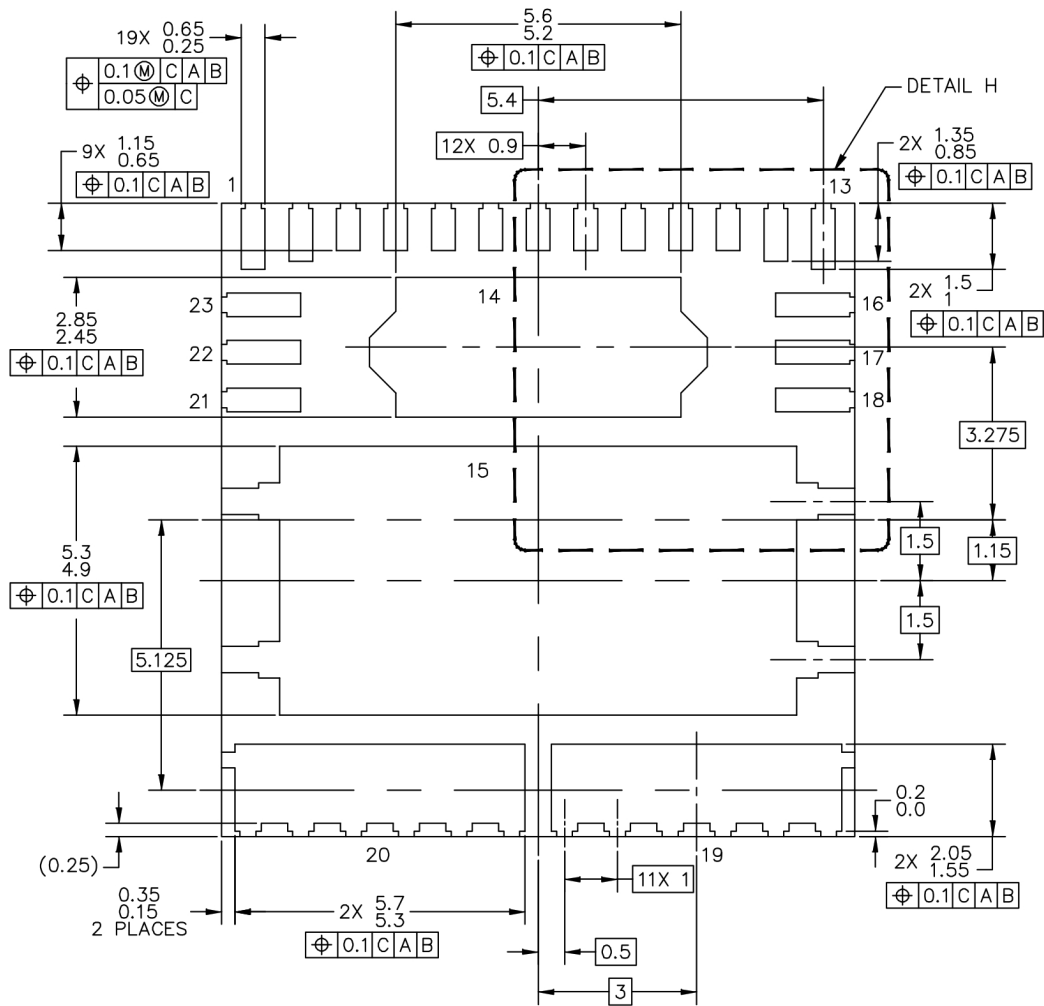 5.6
5.2
⌖ 0.1 C A B
19X 0.65
0.25
⌖ 0.1 Ⓜ C A B
0.05 Ⓜ C
5.4
DETAIL H
12X 0.9
9X 1.15
0.65
⌖ 0.1 C A B
2X 1.35
0.85
⌖ 0.1 C A B
1
13
14
23
16
2X 1.5
1
⌖ 0.1 C A B
2.85
2.45
⌖ 0.1 C A B
22
17
21
18
3.275
15
5.3
4.9
⌖ 0.1 C A B
1.5
1.15
1.5
5.125
0.2
0.0
(0.25)
20
19
2X 2.05
1.55
⌖ 0.1 C A B
11X 1
0.35
0.15
2 PLACES
2X 5.7
5.3
⌖ 0.1 C A B
0.5
3